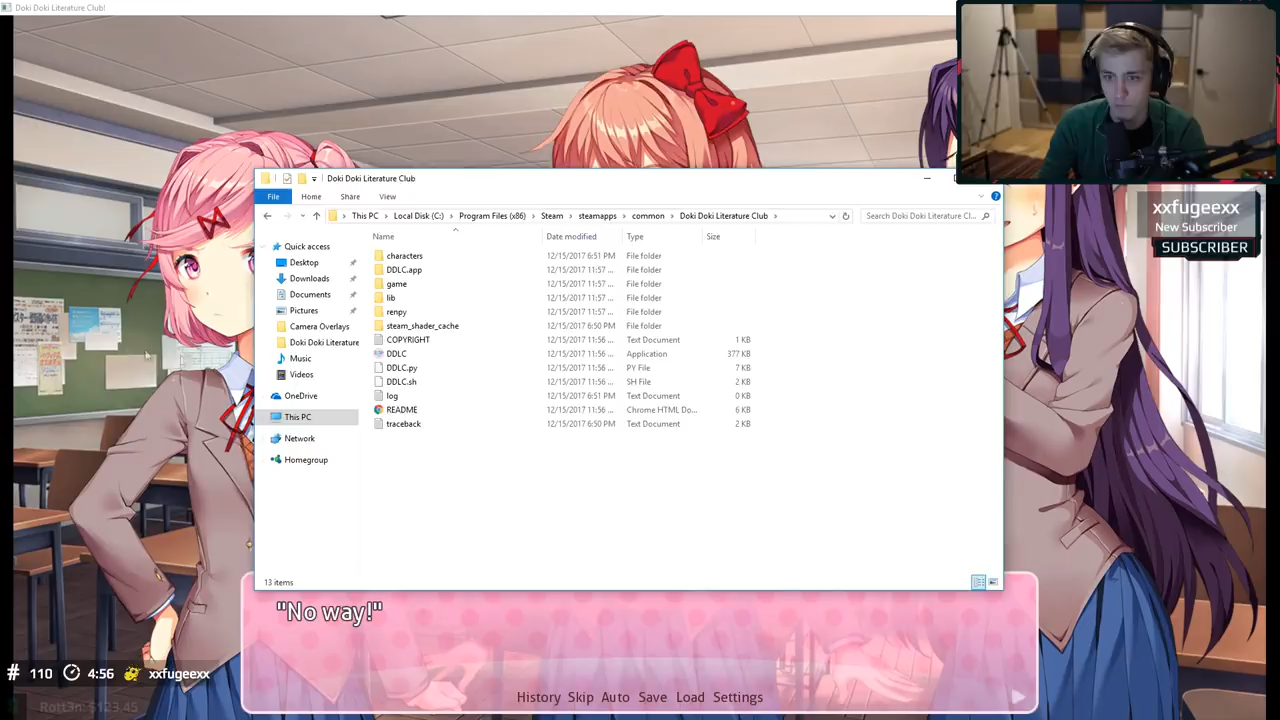 Doki Doki Literature Club!
Doki Doki Literature Club
File Home Share View
This PC Local Disk (C:) Program Files (x86) Steam steamapps common Doki Doki Literature Club
Search Doki Doki Literature Cl...
Name Date modified Type Size
Quick access
Desktop
Downloads
Documents
Pictures
Camera Overlays
Doki Doki Literature
Music
Videos
OneDrive
This PC
Network
Homegroup
characters 12/15/2017 6:51 PM File folder
DDLC.app 12/15/2017 11:57 ... File folder
game 12/15/2017 11:57 ... File folder
lib 12/15/2017 11:57 ... File folder
renpy 12/15/2017 11:57 ... File folder
steam_shader_cache 12/15/2017 6:50 PM File folder
COPYRIGHT 12/15/2017 11:56 ... Text Document 1 KB
DDLC 12/15/2017 11:56 ... Application 377 KB
DDLC.py 12/15/2017 11:56 ... PY File 7 KB
DDLC.sh 12/15/2017 11:56 ... SH File 2 KB
log 12/15/2017 6:51 PM Text Document 0 KB
README 12/15/2017 11:56 ... Chrome HTML Do... 6 KB
traceback 12/15/2017 6:50 PM Text Document 2 KB
13 items
xxfugeexx
New Subscriber
SUBSCRIBER
"No way!"
# 110 4:56 xxfugeexx
Rott3n: $123.45
History Skip Auto Save Load Settings